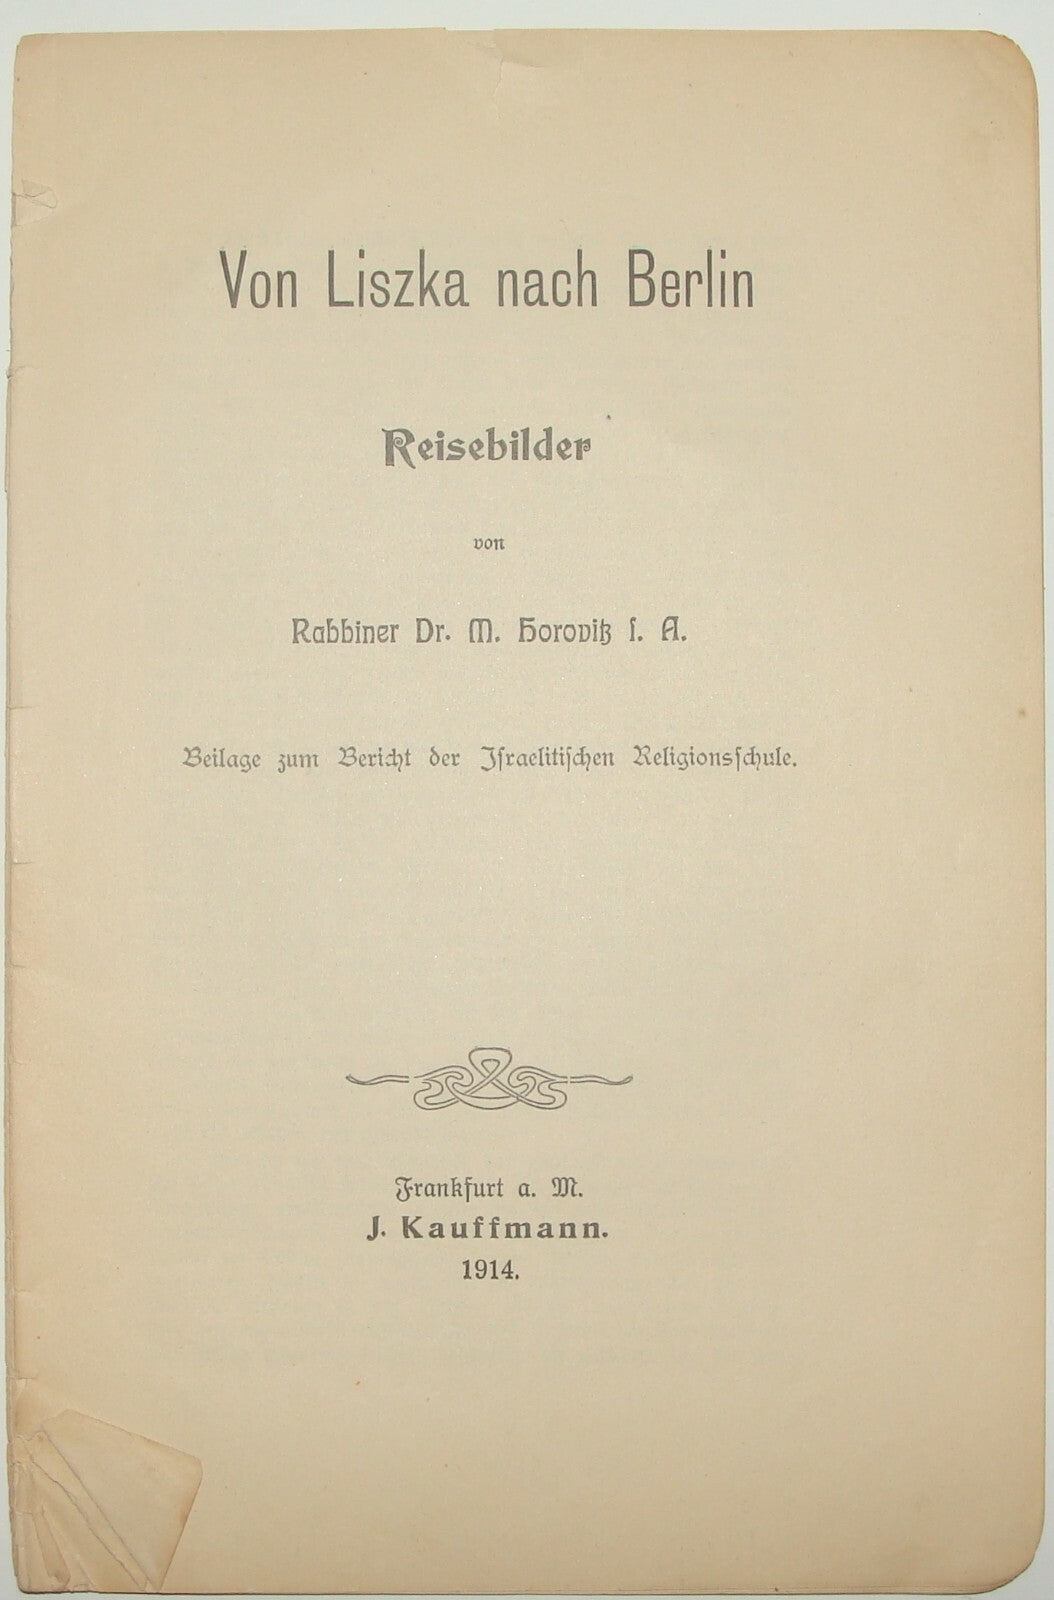 Von Liszka nach Berlin
Reisebilder
von
Rabbiner Dr. M. Horovitz s. A.
Beilage zum Bericht der Israelitischen Religionsschule.
Frankfurt a. M.
J. Kauffmann.
1914.